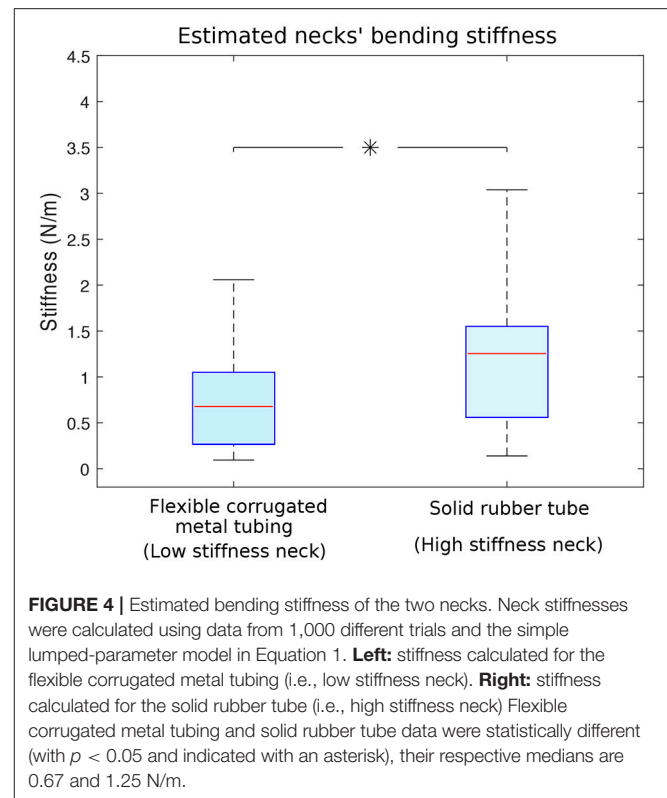 Estimated necks' bending stiffness
4.5
4
3.5
3
2.5
2
1.5
1
0.5
0
Stiffness (N/m)
*
Flexible corrugated
metal tubing
(Low stiffness neck)
Solid rubber tube
(High stiffness neck)
FIGURE 4 | Estimated bending stiffness of the two necks. Neck stiffnesses
were calculated using data from 1,000 different trials and the simple
lumped-parameter model in Equation 1. Left: stiffness calculated for the
flexible corrugated metal tubing (i.e., low stiffness neck). Right: stiffness
calculated for the solid rubber tube (i.e., high stiffness neck) Flexible
corrugated metal tubing and solid rubber tube data were statistically different
(with p < 0.05 and indicated with an asterisk), their respective medians are
0.67 and 1.25 N/m.